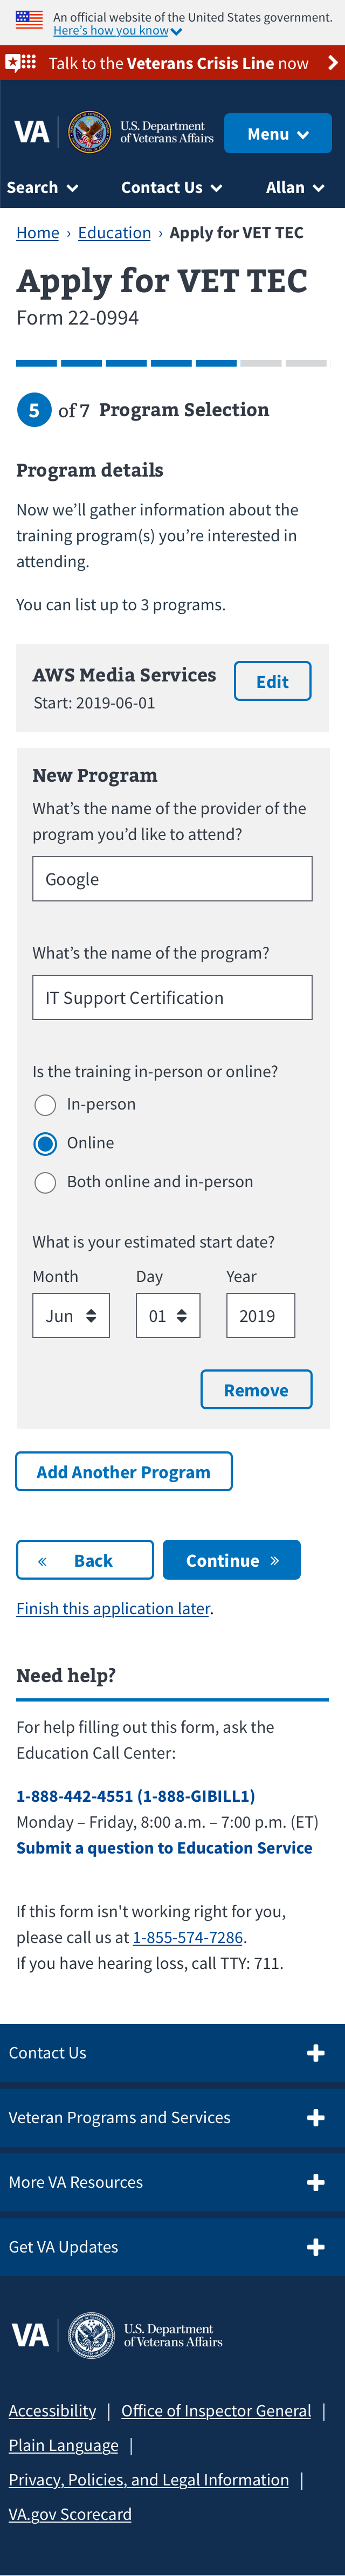 An official website of the United States government.
Here's how you know
Talk to the Veterans Crisis Line now
VA
U.S. Department
of Veterans Affairs
Menu
Search
Contact Us
Allan
Home › Education › Apply for VET TEC
Apply for VET TEC
Form 22-0994
5 of 7 Program Selection
Program details
Now we'll gather information about the
training program(s) you're interested in
attending.
You can list up to 3 programs.
AWS Media Services
Start: 2019-06-01
Edit
New Program
What's the name of the provider of the
program you'd like to attend?
Google
What's the name of the program?
IT Support Certification
Is the training in-person or online?
In-person
Online
Both online and in-person
What is your estimated start date?
Month Day Year
Jun 01 2019
Remove
Add Another Program
« Back
Continue »
Finish this application later.
Need help?
For help filling out this form, ask the
Education Call Center:
1-888-442-4551 (1-888-GIBILL1)
Monday – Friday, 8:00 a.m. – 7:00 p.m. (ET)
Submit a question to Education Service
If this form isn't working right for you,
please call us at 1-855-574-7286.
If you have hearing loss, call TTY: 711.
Contact Us
Veteran Programs and Services
More VA Resources
Get VA Updates
VA
U.S. Department
of Veterans Affairs
Accessibility | Office of Inspector General |
Plain Language |
Privacy, Policies, and Legal Information |
VA.gov Scorecard